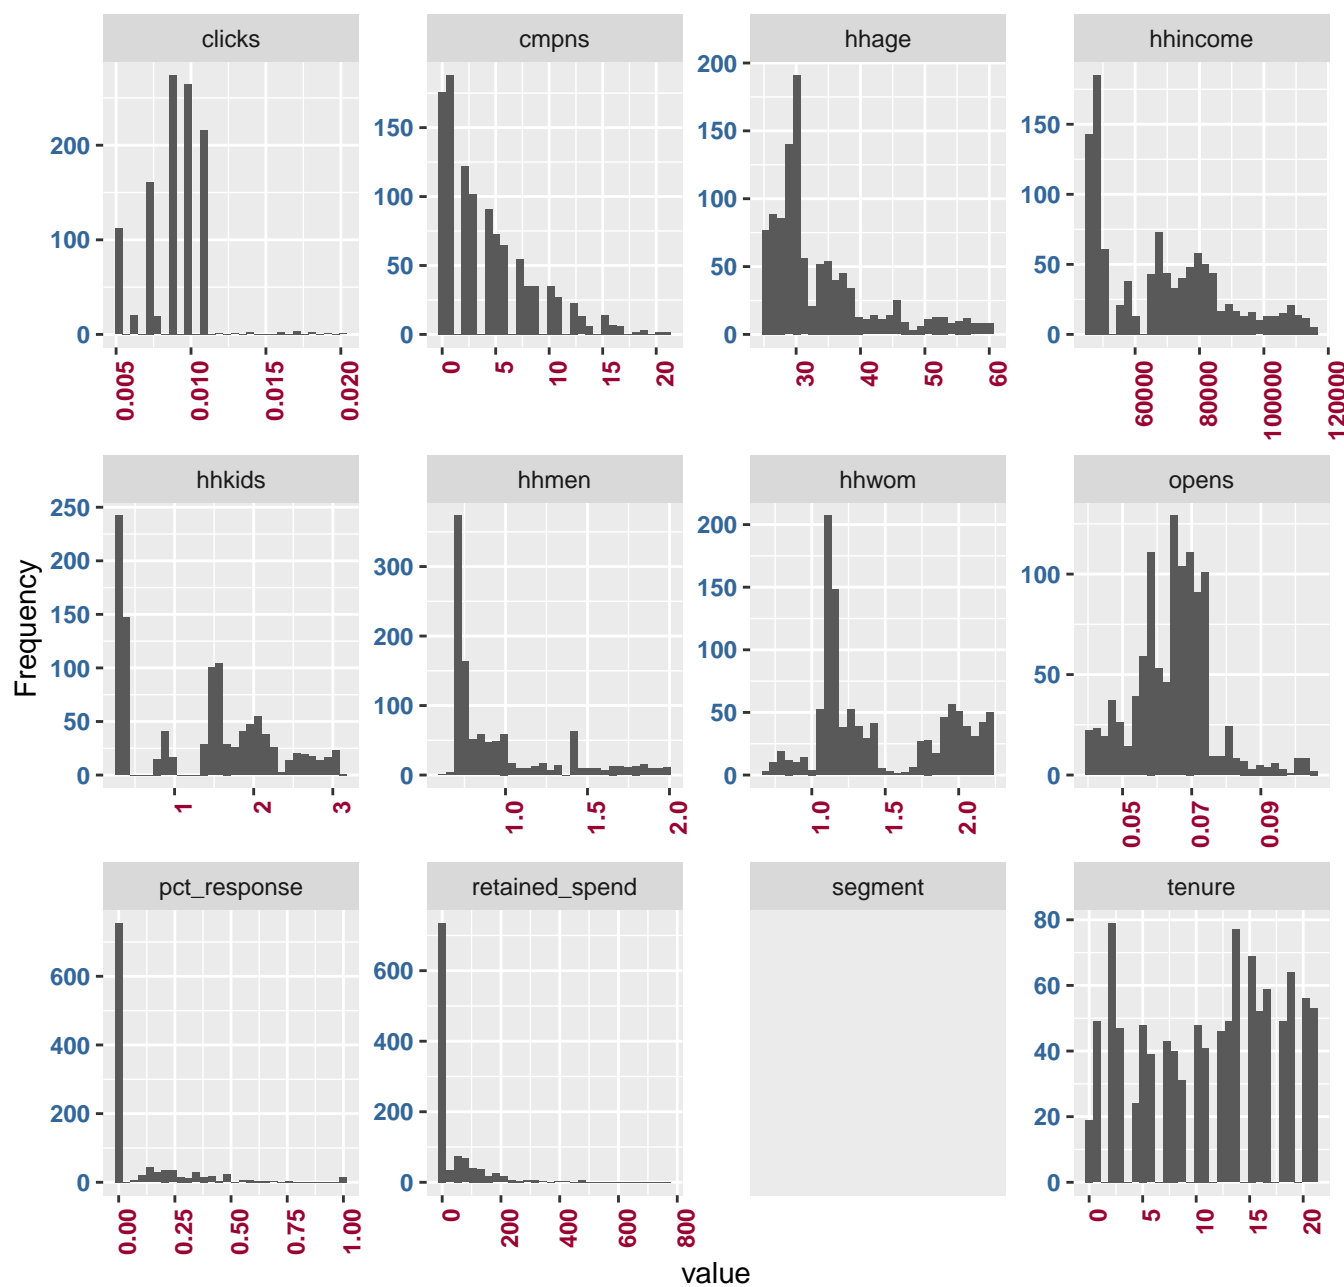 clicks cmpns hhage hhincome
200
100
0
150
100
50
0
200
150
100
50
0
150
100
50
0
0.005 0.010 0.015 0.020
0 5 10 15 20
30 40 50 60
60000 80000 100000 120000
hhkids hhmen hhwom opens
Frequency
250
200
150
100
50
0
300
200
100
0
200
150
100
50
0
100
50
0
1 2 3
1.0 1.5 2.0
1.0 1.5 2.0
0.05 0.07 0.09
pct_response retained_spend segment tenure
600
400
200
0
600
400
200
0
80
60
40
20
0
0.00 0.25 0.50 0.75 1.00
0 200 400 600 800
0 5 10 15 20
value